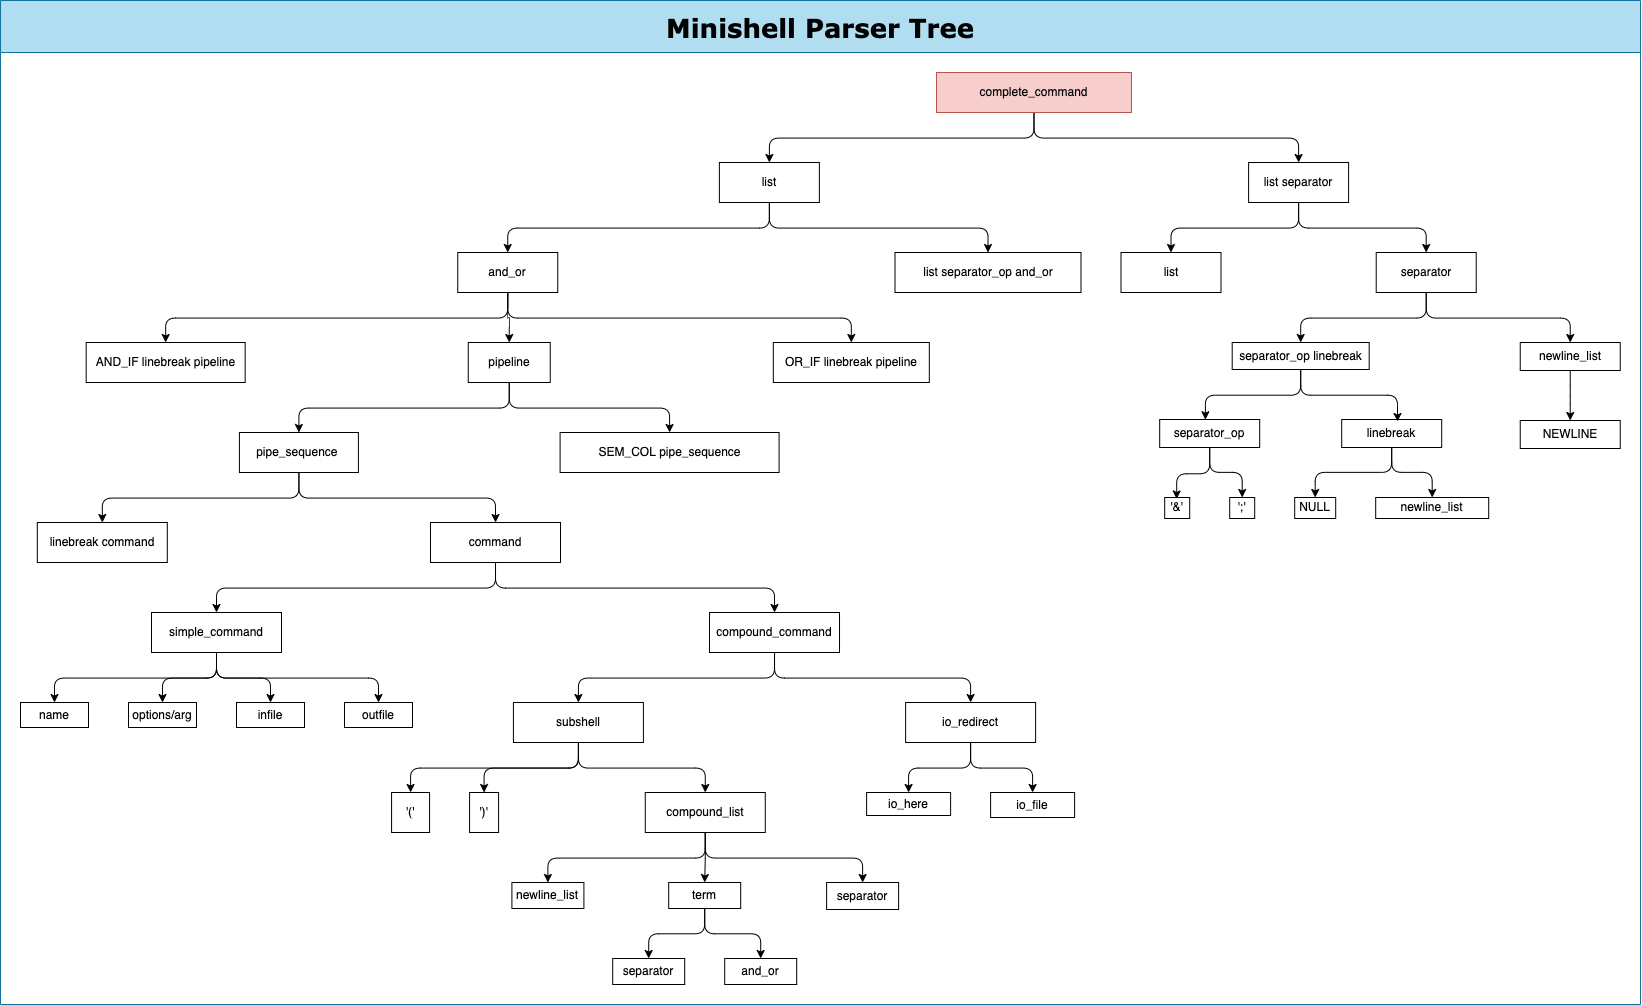 Minishell Parser Tree
complete_command
list
list separator
and_or
list separator_op and_or
list
separator
AND_IF linebreak pipeline
pipeline
OR_IF linebreak pipeline
separator_op linebreak
newline_list
pipe_sequence
SEM_COL pipe_sequence
separator_op
linebreak
NEWLINE
'&'
';'
NULL
newline_list
linebreak command
command
simple_command
compound_command
name
options/arg
infile
outfile
subshell
io_redirect
'('
')'
compound_list
io_here
io_file
newline_list
term
separator
separator
and_or